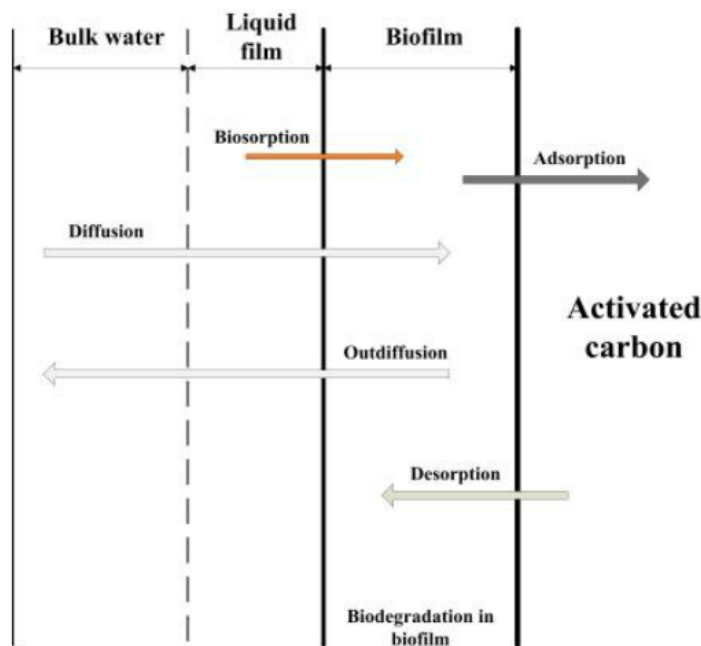 Bulk water
Liquid
film
Biofilm
Biosorption
Adsorption
Diffusion
Activated
carbon
Outdiffusion
Desorption
Biodegradation in
biofilm